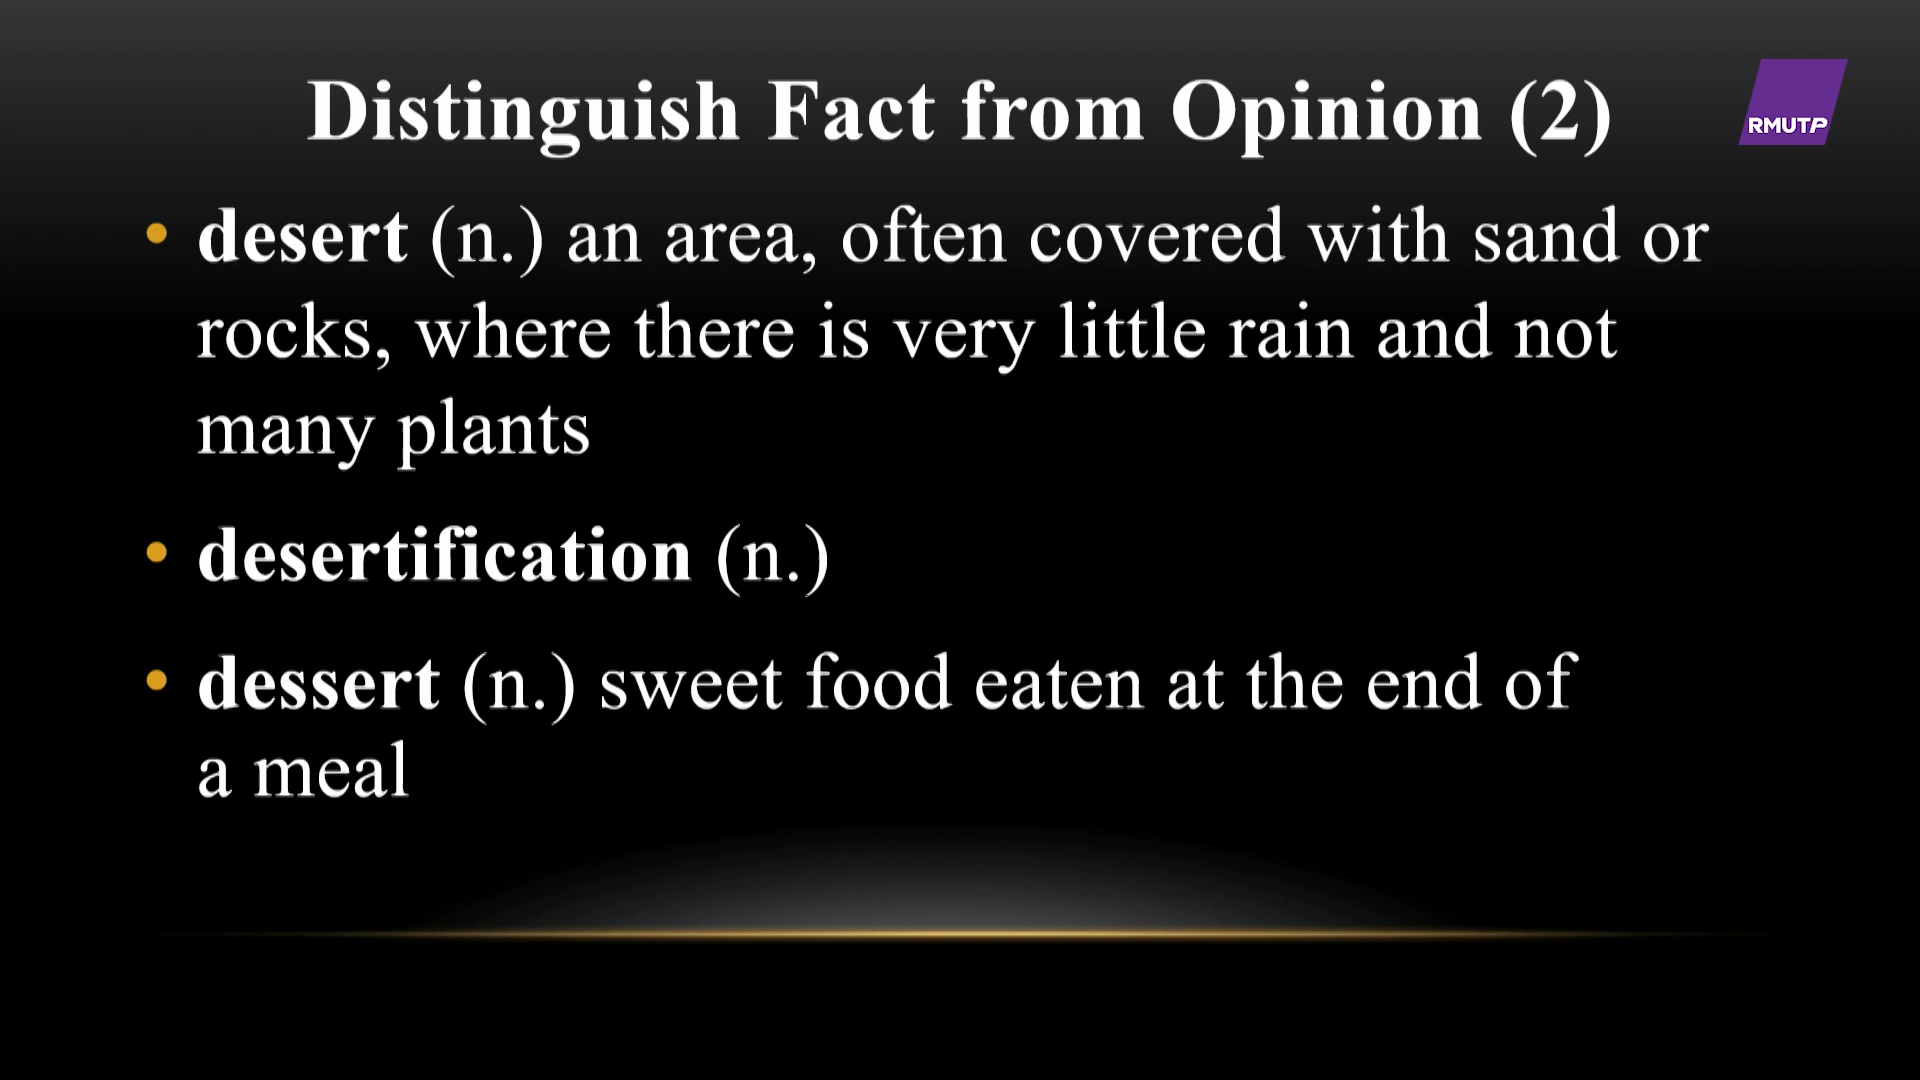 Distinguish Fact from Opinion (2)
RMUTP
• desert (n.) an area, often covered with sand or
rocks, where there is very little rain and not
many plants
• desertification (n.)
• dessert (n.) sweet food eaten at the end of
a meal